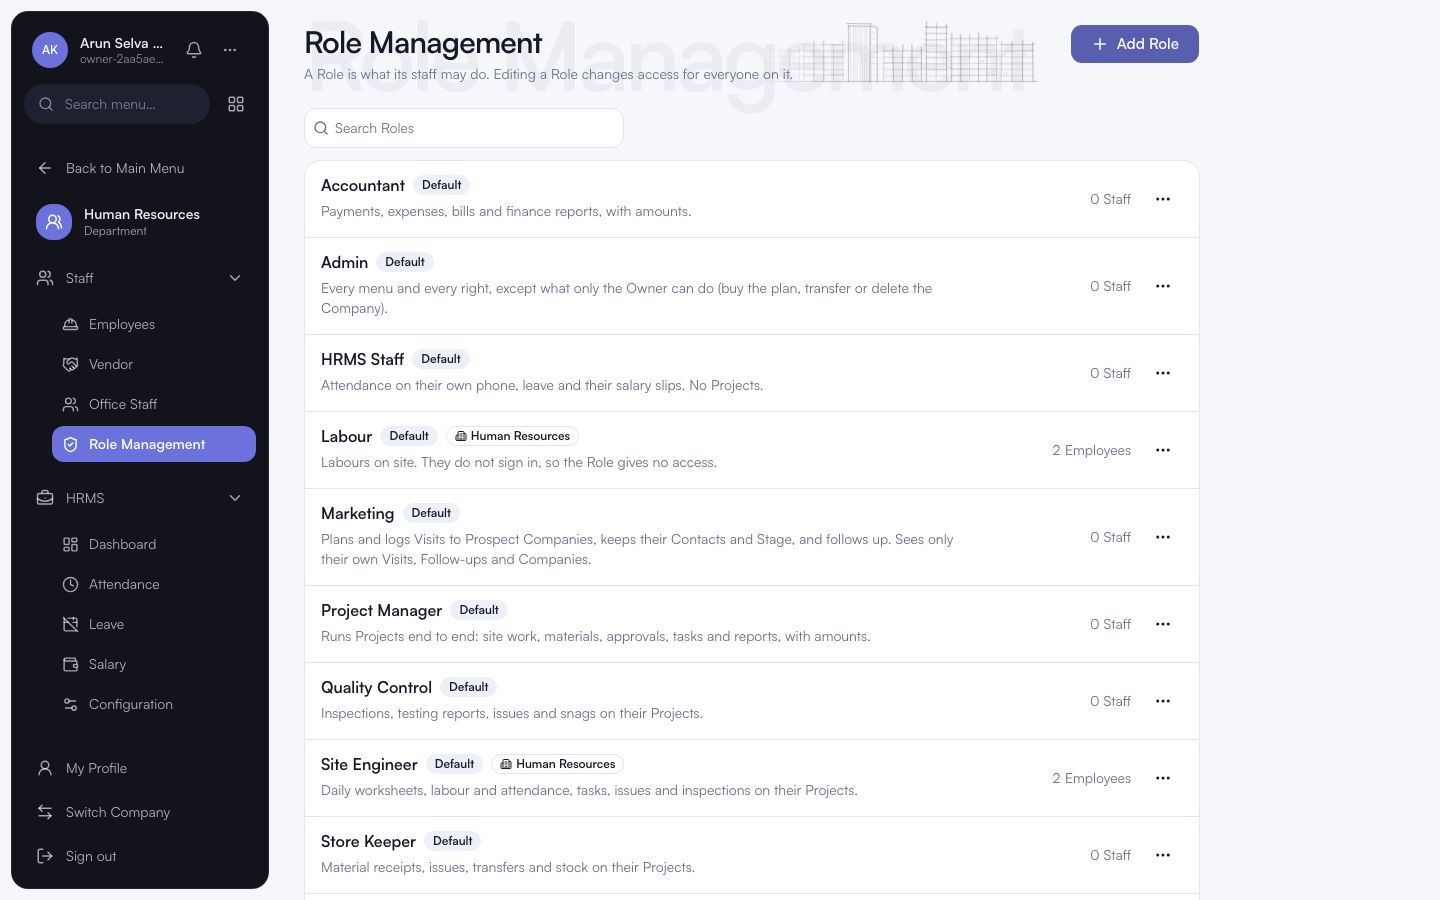 AK
Arun Selva ...
owner-2aa5ae...
Search menu...
Back to Main Menu
Human Resources
Department
Staff
Employees
Vendor
Office Staff
Role Management
HRMS
Dashboard
Attendance
Leave
Salary
Configuration
My Profile
Switch Company
Sign out
Role Management
Role Management
A Role is what its staff may do. Editing a Role changes access for everyone on it.
Add Role
Search Roles
Accountant Default
Payments, expenses, bills and finance reports, with amounts.
0 Staff
Admin Default
Every menu and every right, except what only the Owner can do (buy the plan, transfer or delete the
Company).
0 Staff
HRMS Staff Default
Attendance on their own phone, leave and their salary slips. No Projects.
0 Staff
Labour Default Human Resources
Labours on site. They do not sign in, so the Role gives no access.
2 Employees
Marketing Default
Plans and logs Visits to Prospect Companies, keeps their Contacts and Stage, and follows up. Sees only
their own Visits, Follow-ups and Companies.
0 Staff
Project Manager Default
Runs Projects end to end: site work, materials, approvals, tasks and reports, with amounts.
0 Staff
Quality Control Default
Inspections, testing reports, issues and snags on their Projects.
0 Staff
Site Engineer Default Human Resources
Daily worksheets, labour and attendance, tasks, issues and inspections on their Projects.
2 Employees
Store Keeper Default
Material receipts, issues, transfers and stock on their Projects.
0 Staff